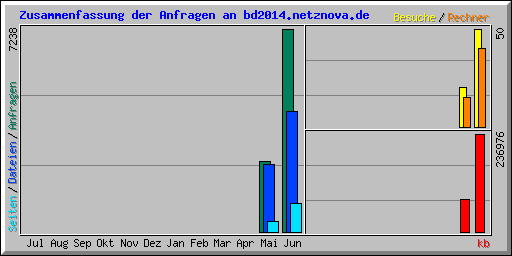 Zusammenfassung der Anfragen an bd2014.netznova.de
Besuche / Rechner
7238
50
Seiten / Dateien / Anfragen
236976
Jul Aug Sep Okt Nov Dez Jan Feb Mar Apr Mai Jun
kb